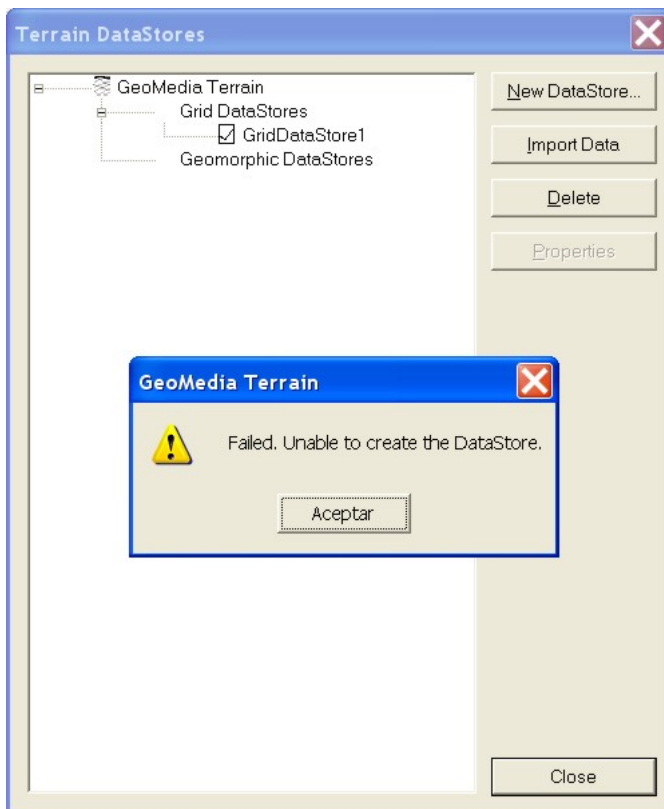 Terrain DataStores
GeoMedia Terrain
Grid DataStores
GridDataStore1
Geomorphic DataStores
New DataStore...
Import Data
Delete
Properties
GeoMedia Terrain
Failed. Unable to create the DataStore.
Aceptar
Close